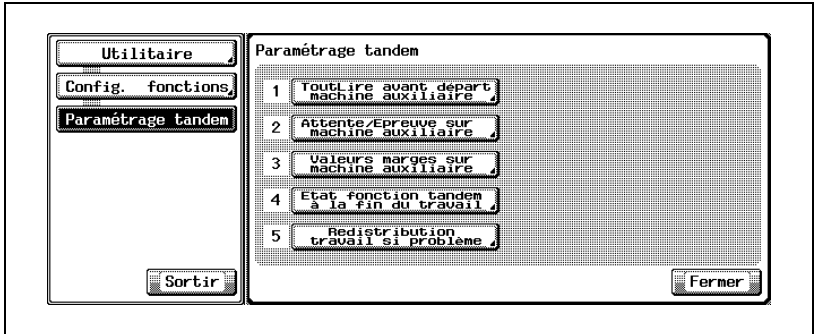 Utilitaire
Config. fonctions
Paramétrage tandem
Sortir
Paramétrage tandem
1 ToutLire avant départ
machine auxiliaire
2 Attente/Epreuve sur
machine auxiliaire
3 Valeurs marges sur
machine auxiliaire
4 Etat fonction tandem
à la fin du travail
5 Redistribution
travail si problème
Fermer